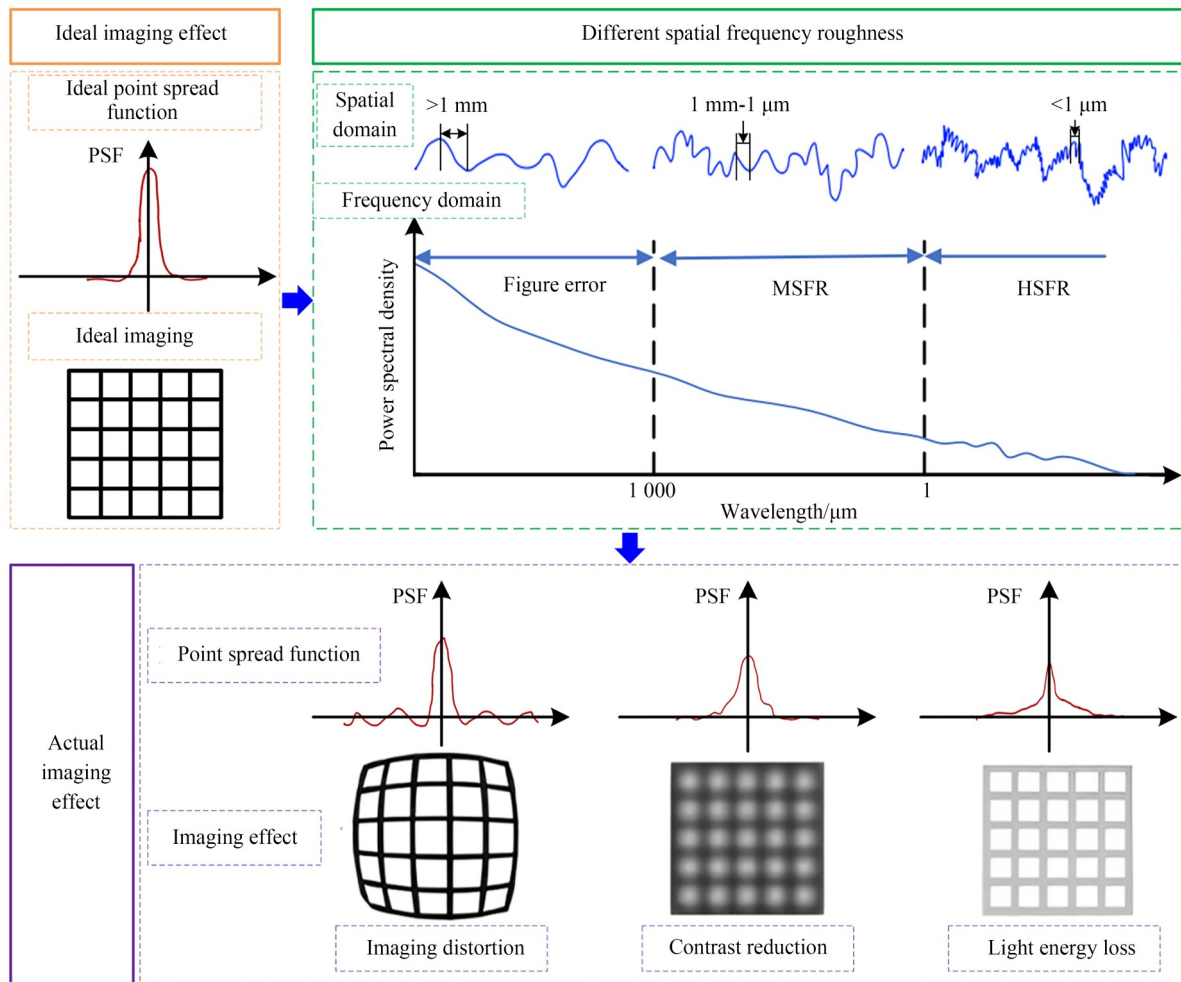 Ideal imaging effect
Different spatial frequency roughness
Ideal point spread
function
PSF
Ideal imaging
Spatial
domain
>1 mm
1 mm-1 μm
<1 μm
Frequency domain
Power spectral density
Figure error
MSFR
HSFR
1 000
1
Wavelength/μm
Actual
imaging
effect
Point spread function
PSF
PSF
PSF
Imaging effect
Imaging distortion
Contrast reduction
Light energy loss